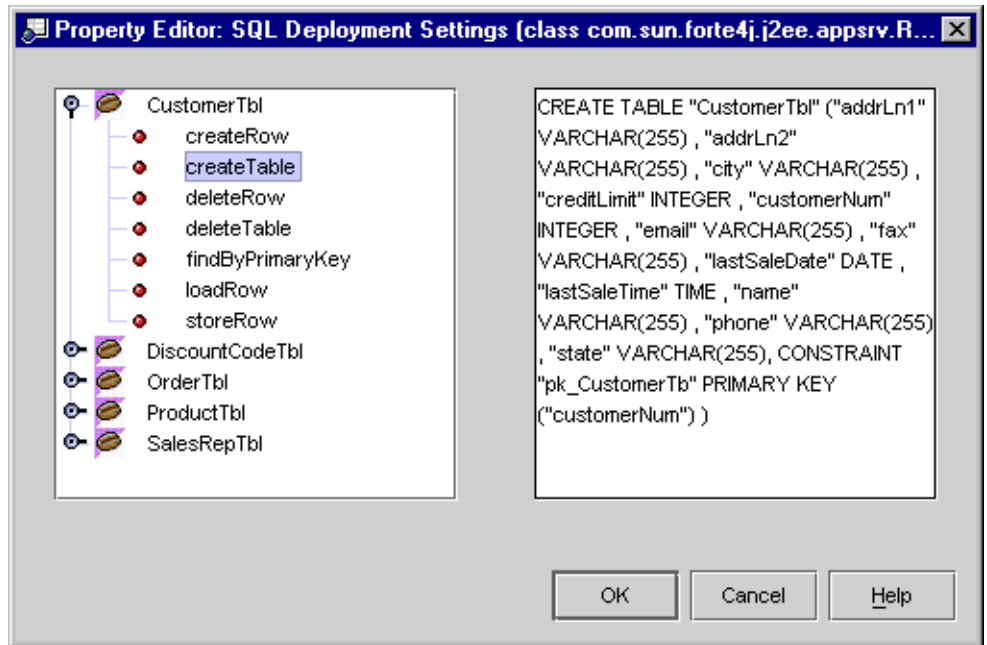 Property Editor: SQL Deployment Settings (class com.sun.forte4j.j2ee.appsrv.R...
CustomerTbl
createRow
createTable
deleteRow
deleteTable
findByPrimaryKey
loadRow
storeRow
DiscountCodeTbl
OrderTbl
ProductTbl
SalesRepTbl
CREATE TABLE "CustomerTbl" ("addrLn1"
VARCHAR(255) , "addrLn2"
VARCHAR(255) , "city" VARCHAR(255) ,
"creditLimit" INTEGER , "customerNum"
INTEGER , "email" VARCHAR(255) , "fax"
VARCHAR(255) , "lastSaleDate" DATE ,
"lastSaleTime" TIME , "name"
VARCHAR(255) , "phone" VARCHAR(255)
, "state" VARCHAR(255), CONSTRAINT
"pk_CustomerTb" PRIMARY KEY
("customerNum") )
OK
Cancel
Help